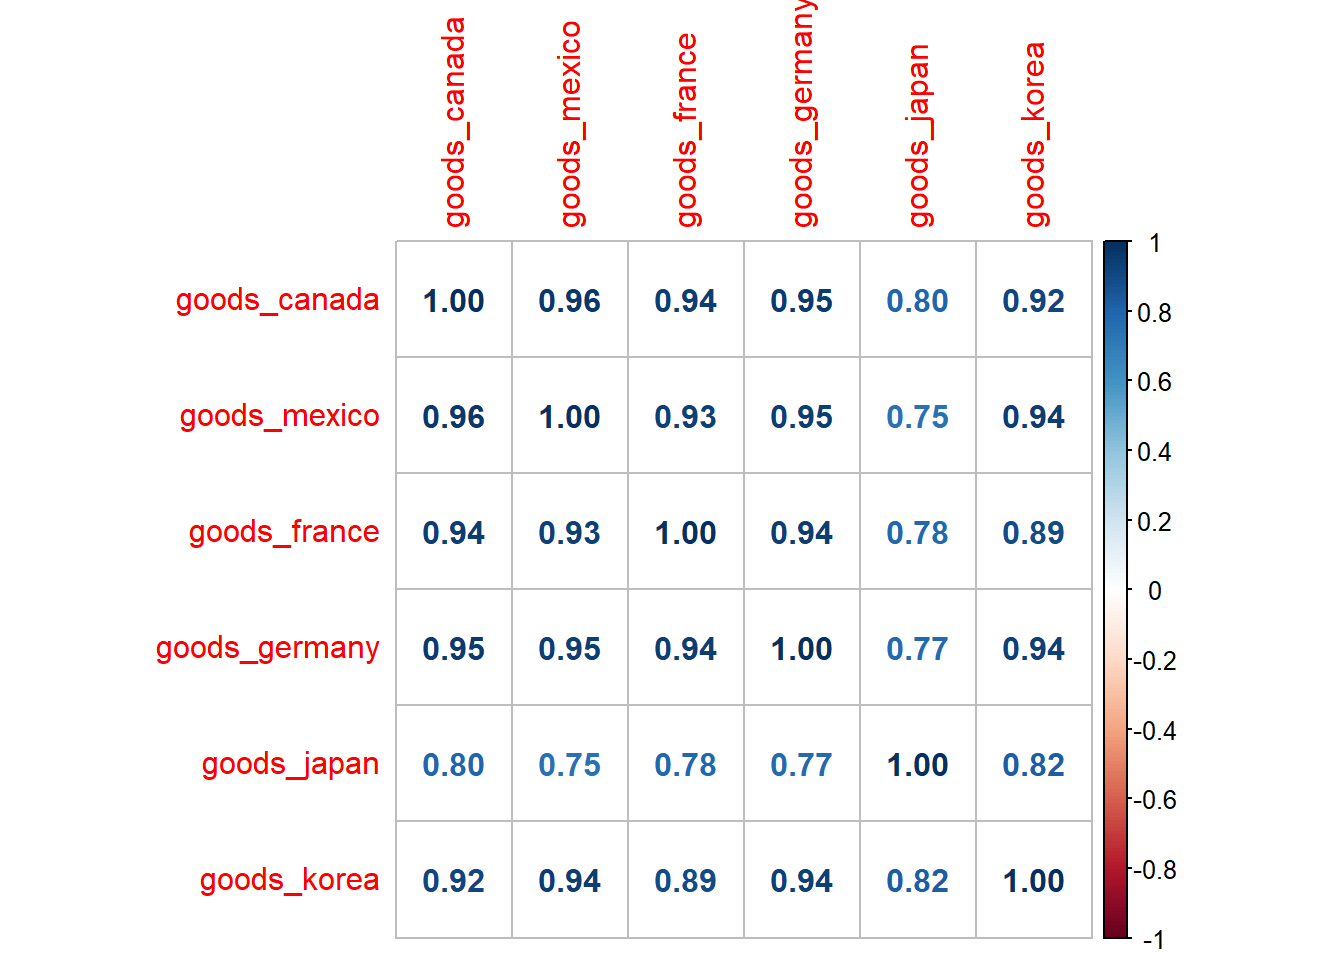 goods_canada
goods_mexico
goods_france
goods_germany
goods_japan
goods_korea
goods_canada 1.00 0.96 0.94 0.95 0.80 0.92
goods_mexico 0.96 1.00 0.93 0.95 0.75 0.94
goods_france 0.94 0.93 1.00 0.94 0.78 0.89
goods_germany 0.95 0.95 0.94 1.00 0.77 0.94
goods_japan 0.80 0.75 0.78 0.77 1.00 0.82
goods_korea 0.92 0.94 0.89 0.94 0.82 1.00
1
0.8
0.6
0.4
0.2
0
-0.2
-0.4
-0.6
-0.8
-1